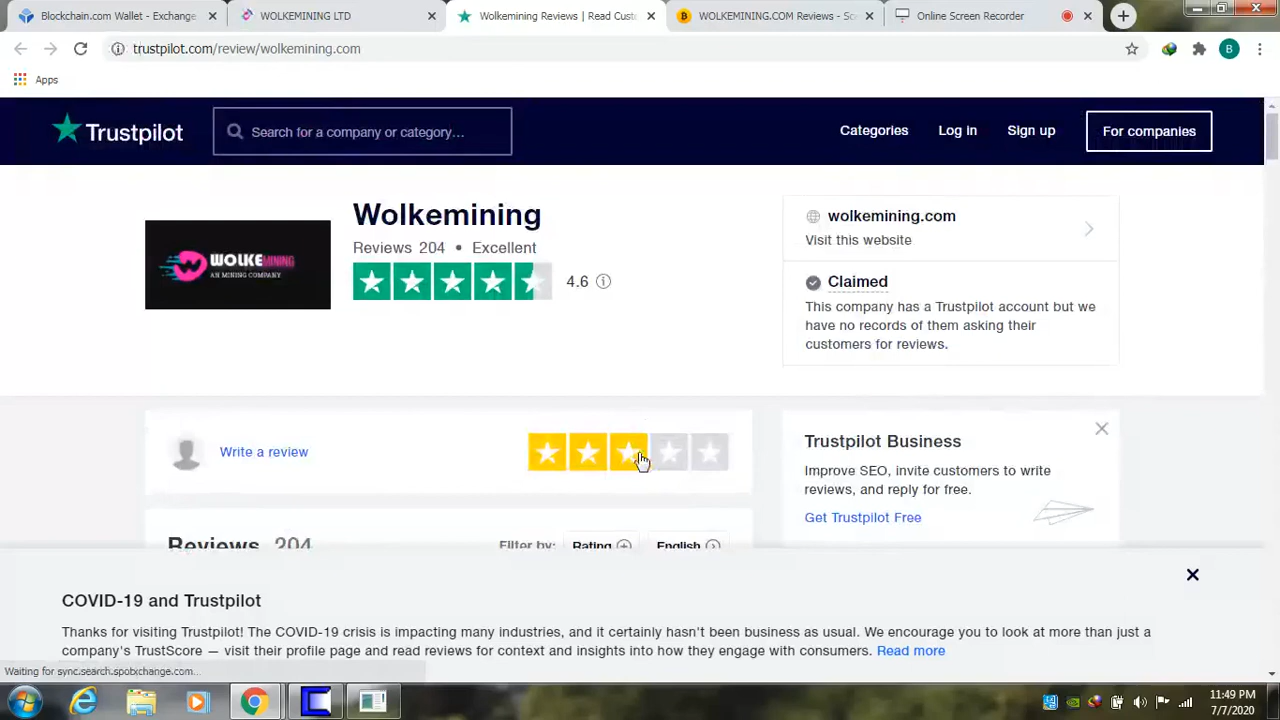 Blockchain.com Wallet - Exchange
WOLKEMINING LTD
Wolkemining Reviews | Read Cust
WOLKEMINING.COM Reviews - Sc
Online Screen Recorder
trustpilot.com/review/wolkemining.com
B
Apps
Trustpilot
Search for a company or category...
Categories
Log in
Sign up
For companies
WOLKEMINING
AN MINING COMPANY
Wolkemining
Reviews 204 • Excellent
4.6
wolkemining.com
Visit this website
Claimed
This company has a Trustpilot account but we
have no records of them asking their
customers for reviews.
Write a review
Trustpilot Business
Improve SEO, invite customers to write
reviews, and reply for free.
Get Trustpilot Free
Reviews 204
Filter by:
Rating
English
COVID-19 and Trustpilot
Thanks for visiting Trustpilot! The COVID-19 crisis is impacting many industries, and it certainly hasn't been business as usual. We encourage you to look at more than just a
company's TrustScore — visit their profile page and read reviews for context and insights into how they engage with consumers. Read more
Waiting for sync.search.spotxchange.com...
11:49 PM
7/7/2020